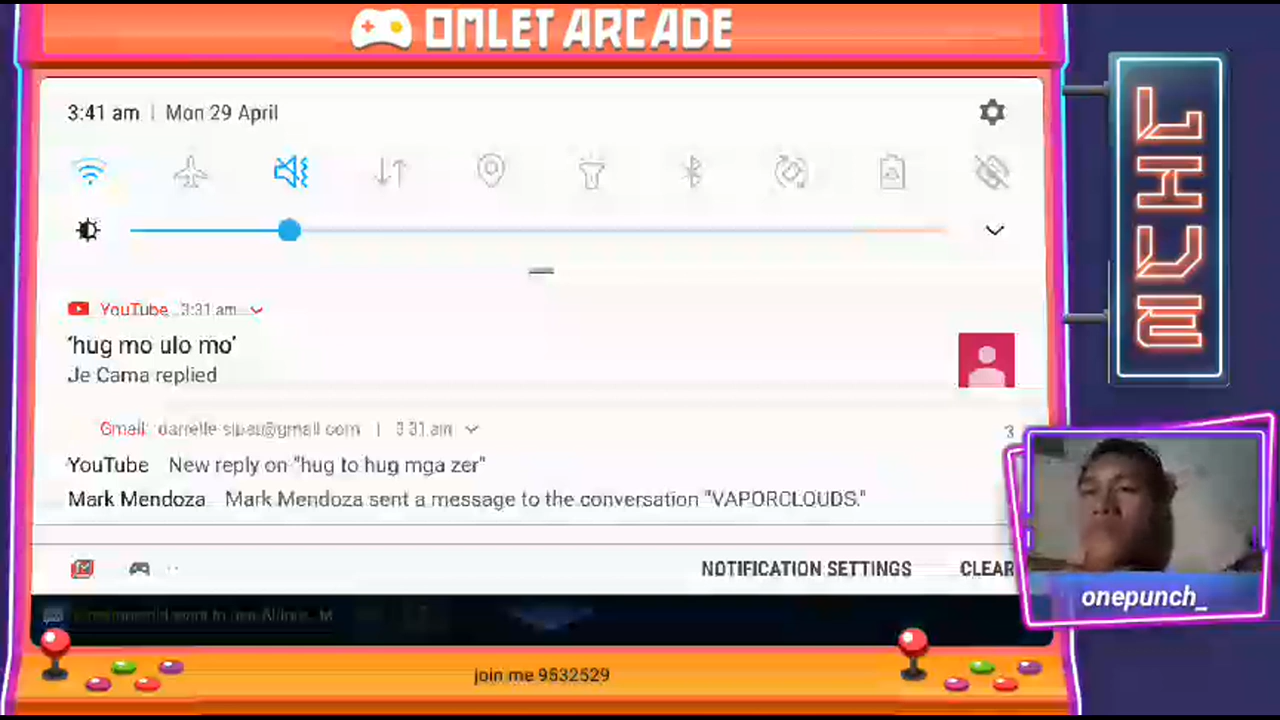 OMLET ARCADE
LIVE
3:41 am | Mon 29 April
YouTube 3:31 am
'hug mo ulo mo'
Je Cama replied
Gmail | 3:31 am
3
YouTube New reply on "hug to hug mga zer"
Mark Mendoza Mark Mendoza sent a message to the conversation "VAPORCLOUDS."
NOTIFICATION SETTINGS CLEAR
onepunch_
join me 9632529